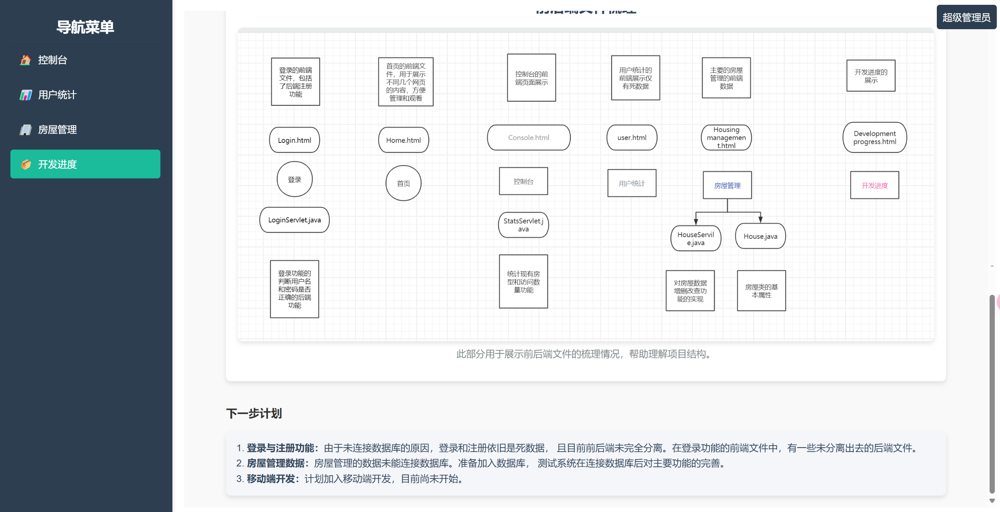 导航菜单
控制台
用户统计
房屋管理
开发进度
超级管理员
前后端文件梳理
登录的前端
文件，包括
了后端注册
功能
首页的前端文
件，用于展示
不同几个网页
的内容，方便
管理和观看
控制台的前
端页面展示
用户统计的
前端展示仅
有死数据
主要的房屋
管理的前端
数据
开发进度的
展示
Login.html
Home.html
Console.html
user.html
Housing
managemen
t.html
Development
progress.html
登录
首页
控制台
用户统计
房屋管理
开发进度
LoginServlet.java
StatsServlet.j
ava
HouseServil
e.java
House.java
登录功能的
判断用户名
和密码是否
正确的后端
功能
统计现有房
型和访问数
量功能
对房屋数据
增删改查功
能的实现
房屋类的基
本属性
此部分用于展示前后端文件的梳理情况，帮助理解项目结构。
下一步计划
1. 登录与注册功能：由于未连接数据库的原因，登录和注册依旧是死数据， 且目前前后端未完全分离。在登录功能的前端文件中，有一些未分离出去的后端文件。
2. 房屋管理数据：房屋管理的数据未能连接数据库。准备加入数据库， 测试系统在连接数据库后对主要功能的完善。
3. 移动端开发：计划加入移动端开发，目前尚未开始。